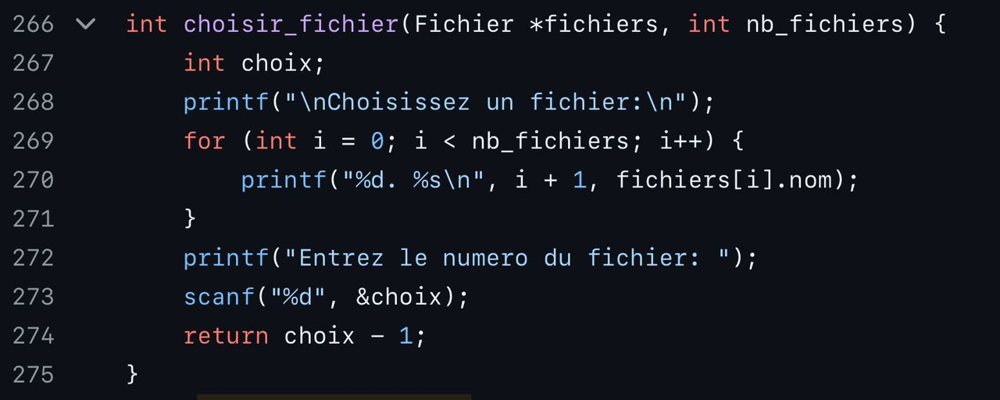 266 int choisir_fichier(Fichier *fichiers, int nb_fichiers) {
267 int choix;
268 printf("\nChoisissez un fichier:\n");
269 for (int i = 0; i < nb_fichiers; i++) {
270 printf("%d. %s\n", i + 1, fichiers[i].nom);
271 }
272 printf("Entrez le numero du fichier: ");
273 scanf("%d", &choix);
274 return choix - 1;
275 }